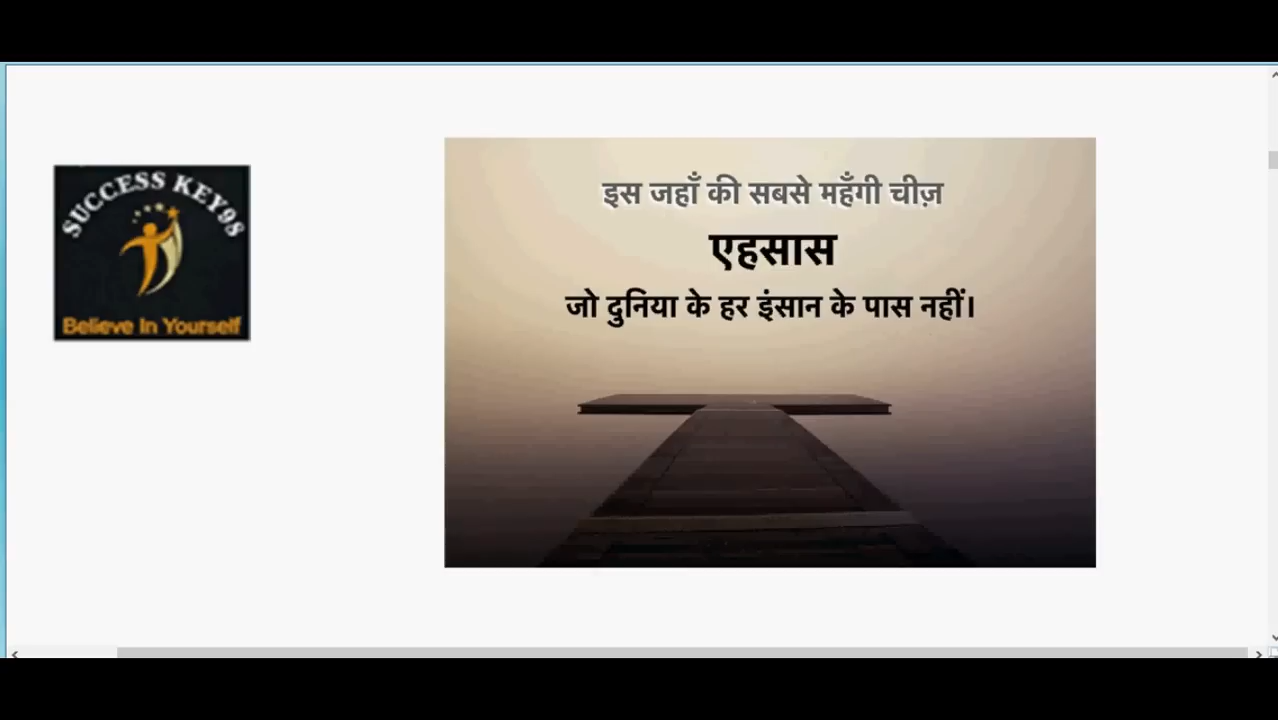 SUCCESS KEY98
Believe In Yourself
इस जहाँ की सबसे महँगी चीज़
एहसास
जो दुनिया के हर इंसान के पास नहीं।